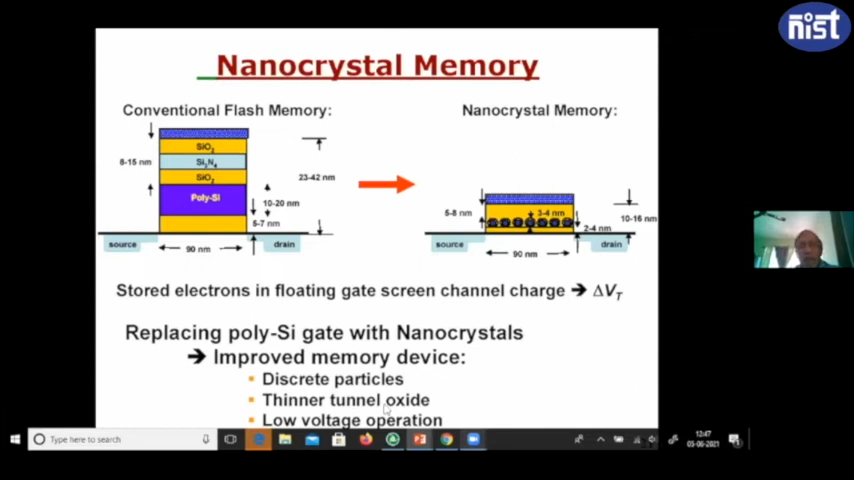 nist
Nanocrystal Memory
Conventional Flash Memory:
Nanocrystal Memory:
SiO2
8-15 nm
Si3N4
SiO2
23-42 nm
Poly-Si
10-20 nm
5-7 nm
source
90 nm
drain
5-8 nm
3-4 nm
10-16 nm
2-4 nm
source
90 nm
drain
Stored electrons in floating gate screen channel charge → ΔVT
Replacing poly-Si gate with Nanocrystals
→ Improved memory device:
▪ Discrete particles
▪ Thinner tunnel oxide
▪ Low voltage operation
Type here to search
12:47
05-06-2021